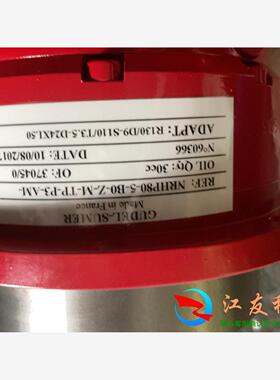 GUDEL-SUMER
Made in France
REF: NRHP80-5-B0-Z-M-TP-P3-AM-
OIL Qty: 30cc OF: 3704S/0
N°60366 DATE: 10/08/201
ADAPT: R130/D9-S110/T3.5-D24XL50
江友